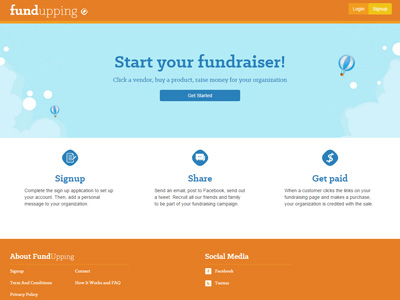 fundupping
Login
Signup
Start your fundraiser!
Click a vendor, buy a product, raise money for your organization
Get Started
Signup
Complete the sign up application to set up
your account. Then, add a personal
message to your organization.
Share
Send an email, post to Facebook, send out
a tweet. Recruit all our friends and family
to be part of your fundraising campaign.
Get paid
When a customer clicks the links on your
fundraising page and makes a purchase,
your organization is credited with the sale.
About FundUpping
Signup
Contact
Term And Conditions
How It Works and FAQ
Privacy Policy
Social Media
Facebook
Twitter